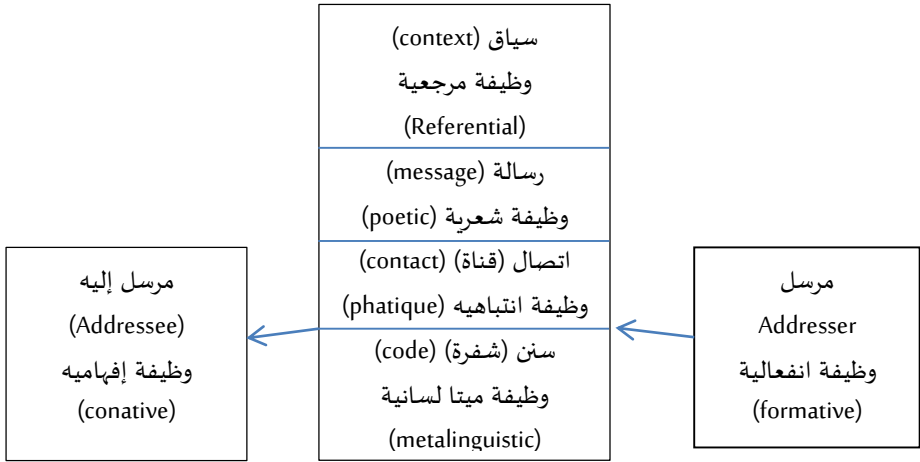 سياق (context)
وظيفة مرجعية
(Referential)
رسالة (message)
وظيفة شعرية (poetic)
اتصال (قناة) (contact)
وظيفة انتباهيه (phatique)
سنن (شفرة) (code)
وظيفة ميتا لسانية
(metalinguistic)
مرسل
Addresser
وظيفة انفعالية
(formative)
مرسل إليه
(Addressee)
وظيفة إفهاميه
(conative)